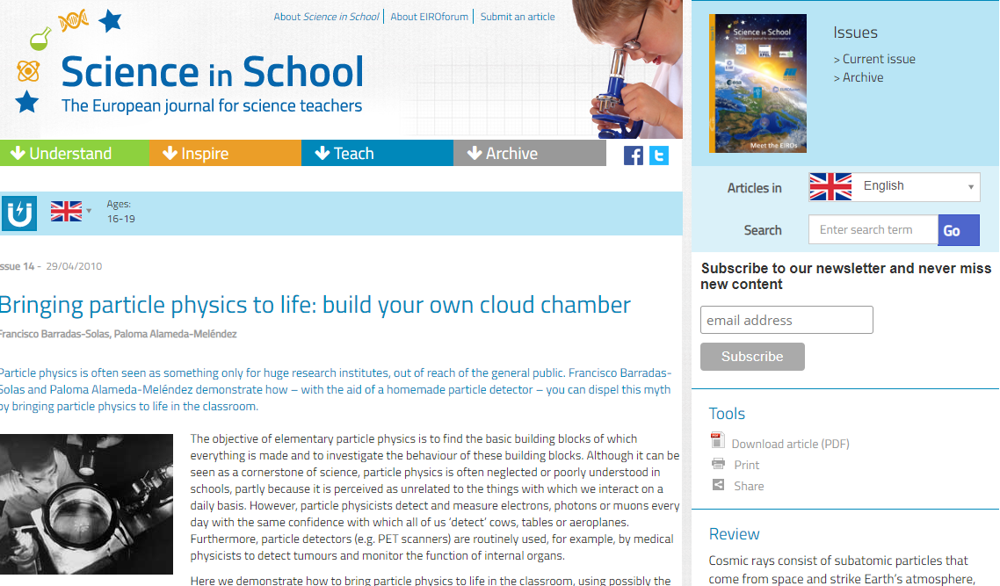 About Science in School
About EIROforum
Submit an article
Science in School
The European journal for science teachers
Understand
Inspire
Teach
Archive
Ages:
16-19
ssue 14 - 29/04/2010
Bringing particle physics to life: build your own cloud chamber
Francisco Barradas-Solas, Paloma Alameda-Meléndez
Particle physics is often seen as something only for huge research institutes, out of reach of the general public. Francisco Barradas-
Solas and Paloma Alameda-Meléndez demonstrate how – with the aid of a homemade particle detector – you can dispel this myth
by bringing particle physics to life in the classroom.
The objective of elementary particle physics is to find the basic building blocks of which
everything is made and to investigate the behaviour of these building blocks. Although it can be
seen as a cornerstone of science, particle physics is often neglected or poorly understood in
schools, partly because it is perceived as unrelated to the things with which we interact on a
daily basis. However, particle physicists detect and measure electrons, photons or muons every
day with the same confidence with which all of us ‘detect’ cows, tables or aeroplanes.
Furthermore, particle detectors (e.g. PET scanners) are routinely used, for example, by medical
physicists to detect tumours and monitor the function of internal organs.
Here we demonstrate how to bring particle physics to life in the classroom, using possibly the
Science in School
The European journal for science teachers
Meet the EIROs
Issues
> Current issue
> Archive
Articles in
English
Search
Enter search term
Go
Subscribe to our newsletter and never miss
new content
email address
Subscribe
Tools
Download article (PDF)
Print
Share
Review
Cosmic rays consist of subatomic particles that
come from space and strike Earth’s atmosphere,